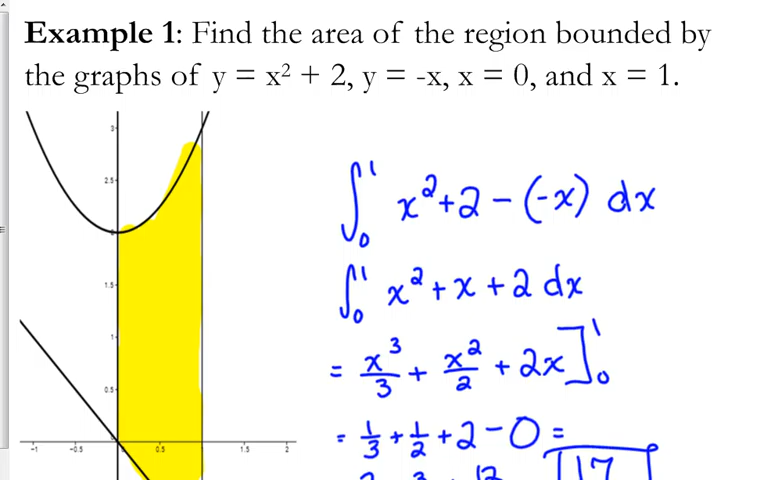 Example 1: Find the area of the region bounded by
the graphs of y = x² + 2, y = -x, x = 0, and x = 1.
∫₀¹ x² + 2 - (-x) dx
∫₀¹ x² + x + 2 dx
= x³/3 + x²/2 + 2x ]₀¹
= 1/3 + 1/2 + 2 - 0 =
17
3
2.5
1.5
1
0.5
-1 -0.5 0.5 1.5 2